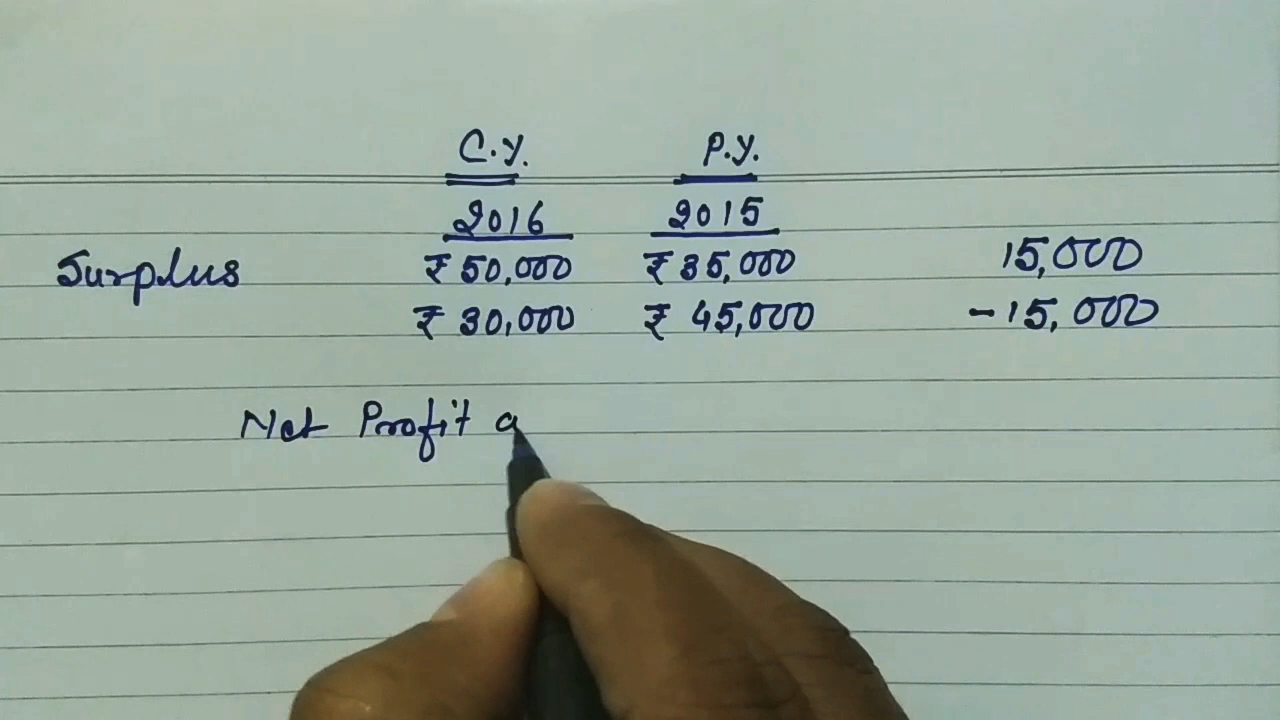 C.Y. P.Y.
2016 2015
Surplus ₹ 50,000 ₹ 35,000 15,000
₹ 30,000 ₹ 45,000 -15,000
Net Profit a